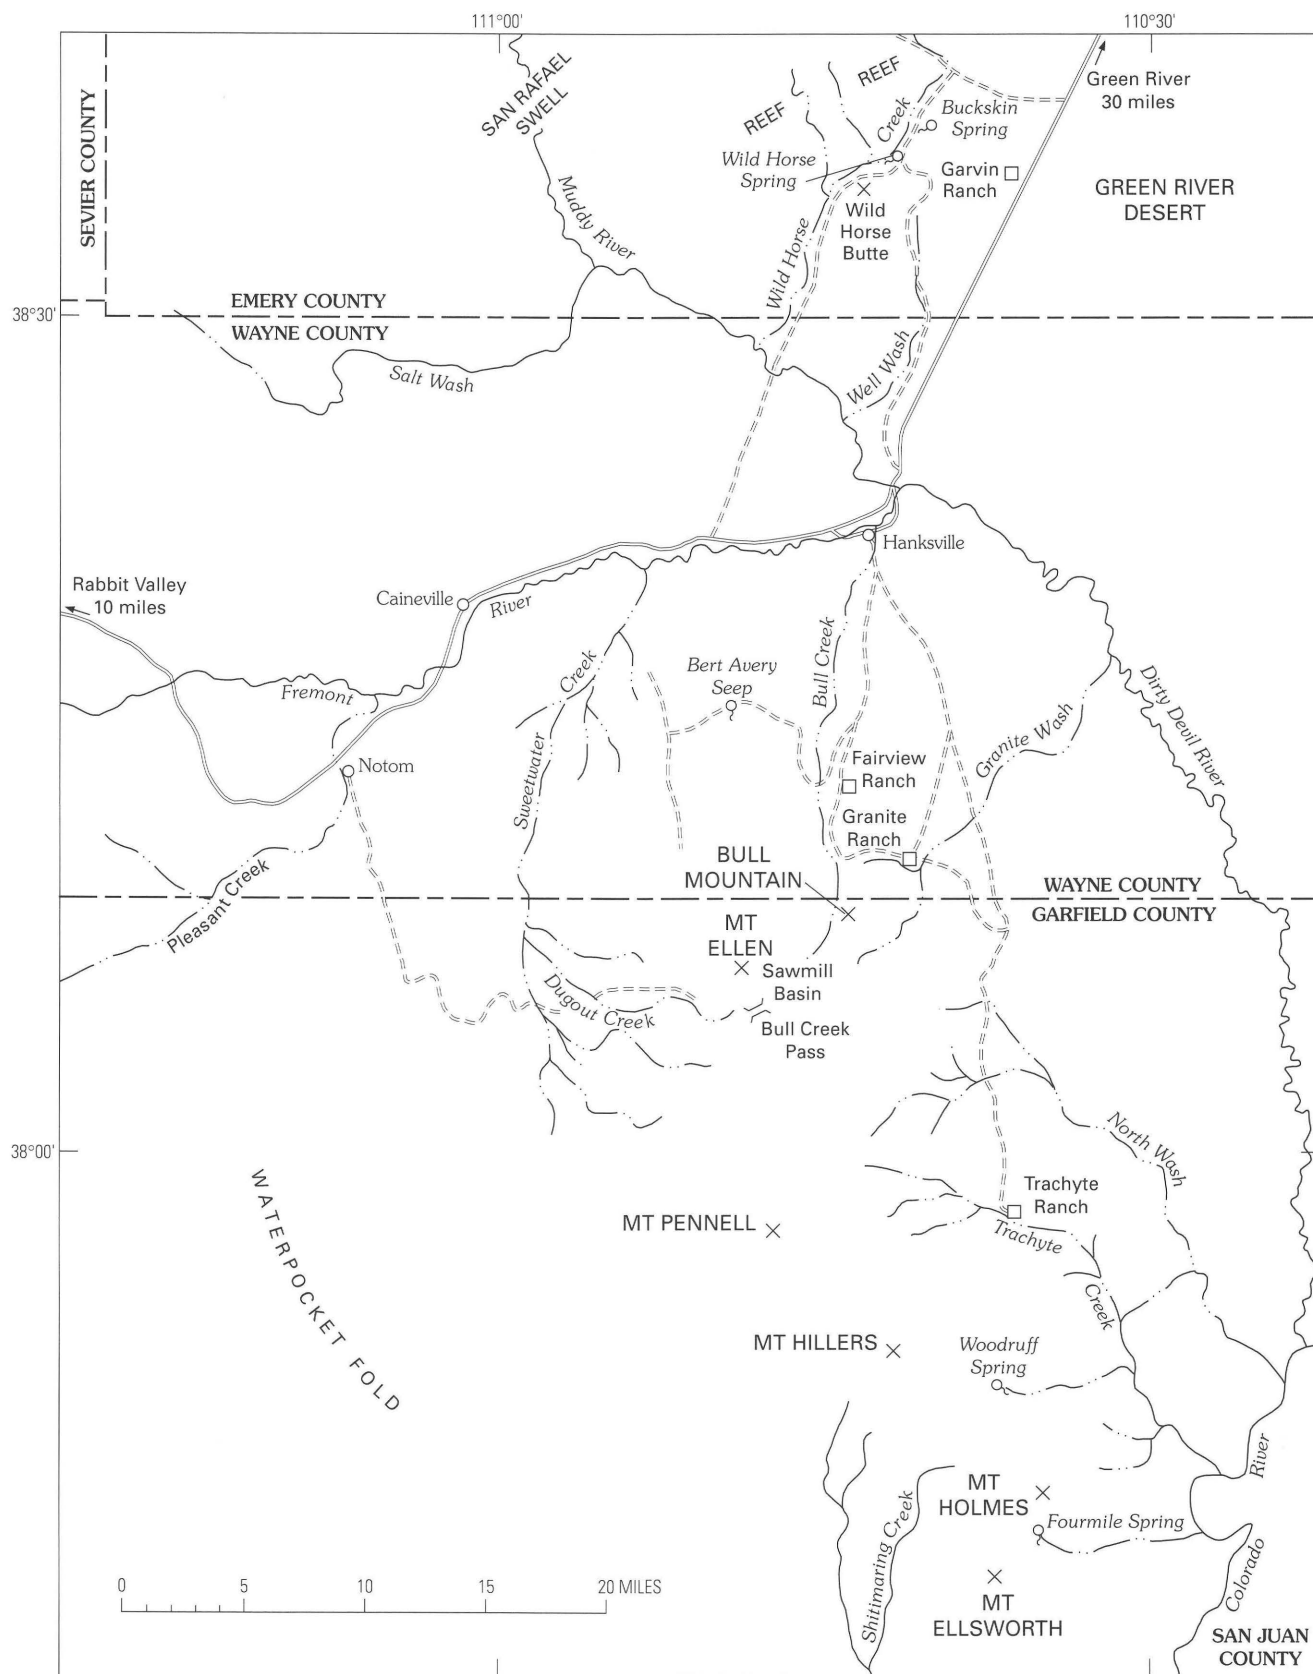 111°00'
110°30'
SAN RAFAEL
SWELL
REEF
REEF
Green River
30 miles
Creek
Buckskin
Spring
Wild Horse
Spring
Garvin
Ranch
SEVIER COUNTY
Muddy River
GREEN RIVER
DESERT
Wild
Horse
Butte
Wild Horse
38°30'
EMERY COUNTY
WAYNE COUNTY
Salt Wash
Well Wash
Hanksville
Rabbit Valley
10 miles
Caineville
River
Fremont
Creek
Bert Avery
Seep
Bull Creek
Dirty Devil River
Granite Wash
Notom
Sweetwater
Fairview
Ranch
Granite
Ranch
BULL
MOUNTAIN
WAYNE COUNTY
GARFIELD COUNTY
Pleasant Creek
MT
ELLEN
Sawmill
Basin
Dugout Creek
Bull Creek
Pass
38°00'
North Wash
WATERPOCKET FOLD
Trachyte
Ranch
MT PENNELL
Trachyte
Creek
MT HILLERS
Woodruff
Spring
River
MT
HOLMES
Fourmile Spring
Shitimaring Creek
Colorado
0 5 10 15 20 MILES
MT
ELLSWORTH
SAN JUAN
COUNTY